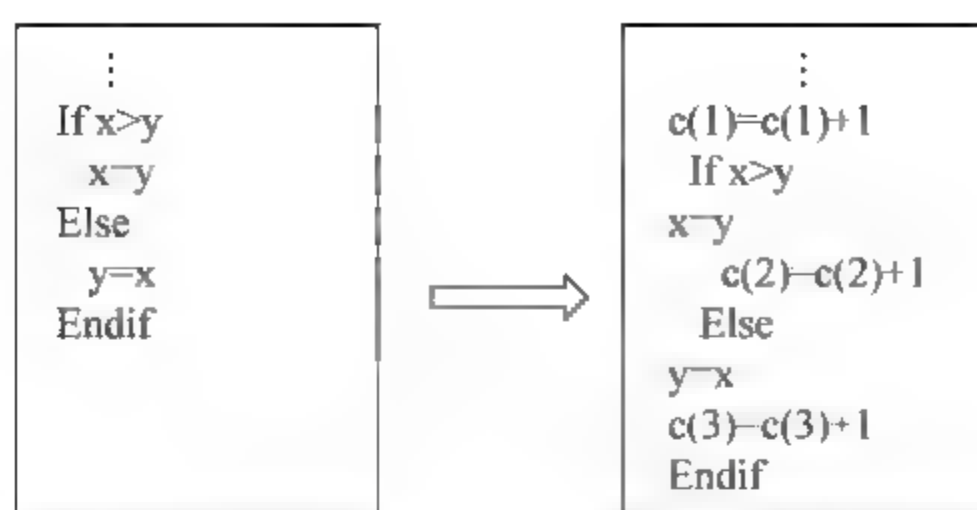 ⋮
If x>y
x=y
Else
y=x
Endif
⋮
c(1)=c(1)+1
If x>y
x=y
c(2)=c(2)+1
Else
y=x
c(3)=c(3)+1
Endif